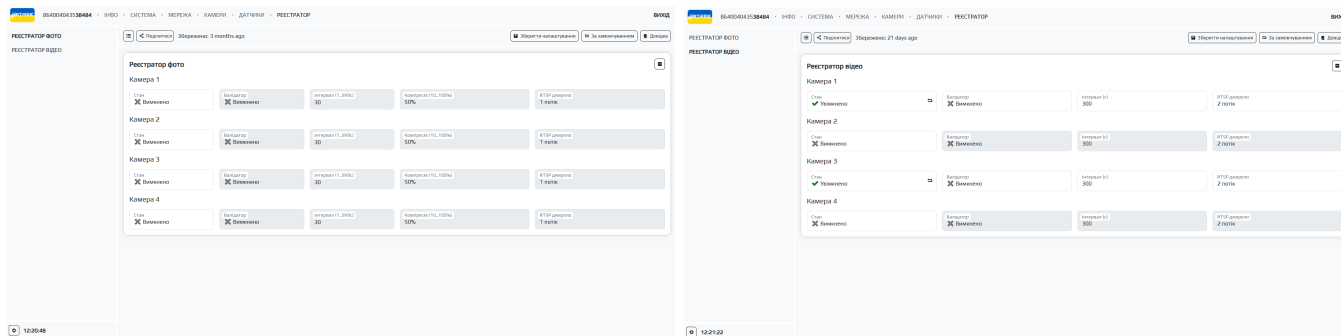 864004043538484 · ІНФО · СИСТЕМА · МЕРЕЖА · КАМЕРИ · ДАТЧИКИ · РЕЄСТРАТОР ВИХІД
РЕЄСТРАТОР ФОТО
РЕЄСТРАТОР ВІДЕО
Поділитися Збережено: 3 months ago Зберегти налаштування За замовчуванням Довідка
Реєстратор фото
Камера 1
Стан Валідатор Інтервал Компресія (10..100%) RTSP джерело
Вимкнено Вимкнено 30 50% 1 потік
Камера 2
Стан Валідатор Інтервал Компресія (10..100%) RTSP джерело
Вимкнено Вимкнено 30 50% 1 потік
Камера 3
Стан Валідатор Інтервал Компресія (10..100%) RTSP джерело
Вимкнено Вимкнено 30 50% 1 потік
Камера 4
Стан Валідатор Інтервал Компресія (10..100%) RTSP джерело
Вимкнено Вимкнено 30 50% 1 потік
12:20:48
864004043538484 · ІНФО · СИСТЕМА · МЕРЕЖА · КАМЕРИ · ДАТЧИКИ · РЕЄСТРАТОР
РЕЄСТРАТОР ФОТО
РЕЄСТРАТОР ВІДЕО
Поділитися Збережено: 21 days ago Зберегти налаштування За замовчуванням
Реєстратор відео
Камера 1
Стан Валідатор Інтервал (с) RTSP джерело
Увімкнено Вимкнено 300 2 потік
Камера 2
Стан Валідатор Інтервал (с) RTSP джерело
Вимкнено Вимкнено 300 2 потік
Камера 3
Стан Валідатор Інтервал (с) RTSP джерело
Увімкнено Вимкнено 300 2 потік
Камера 4
Стан Валідатор Інтервал (с) RTSP джерело
Вимкнено Вимкнено 300 2 потік
12:21:22